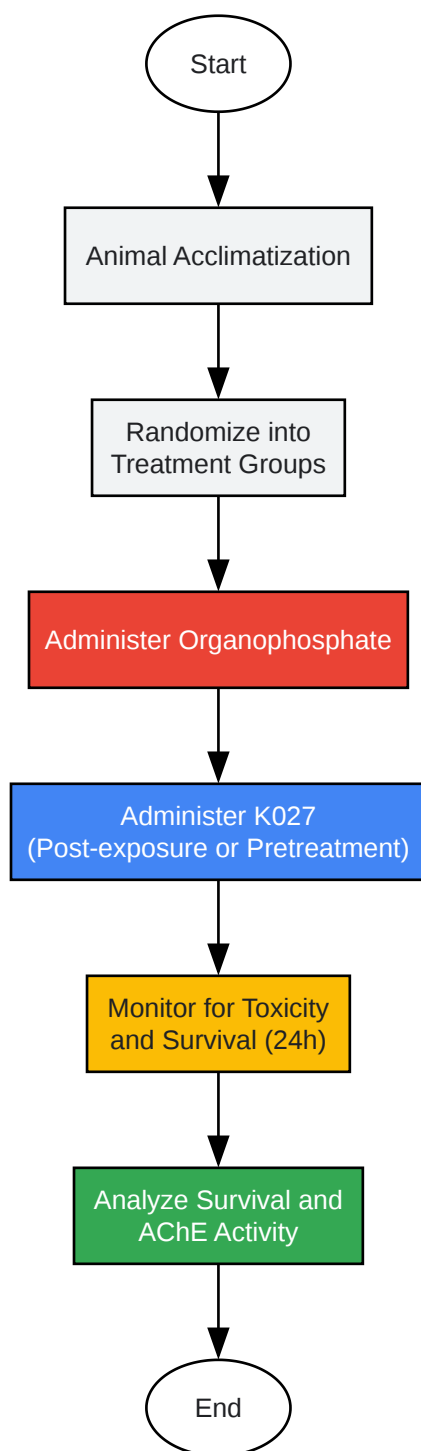 Start
Animal Acclimatization
Randomize into
Treatment Groups
Administer Organophosphate
Administer K027
(Post-exposure or Pretreatment)
Monitor for Toxicity
and Survival (24h)
Analyze Survival and
AChE Activity
End